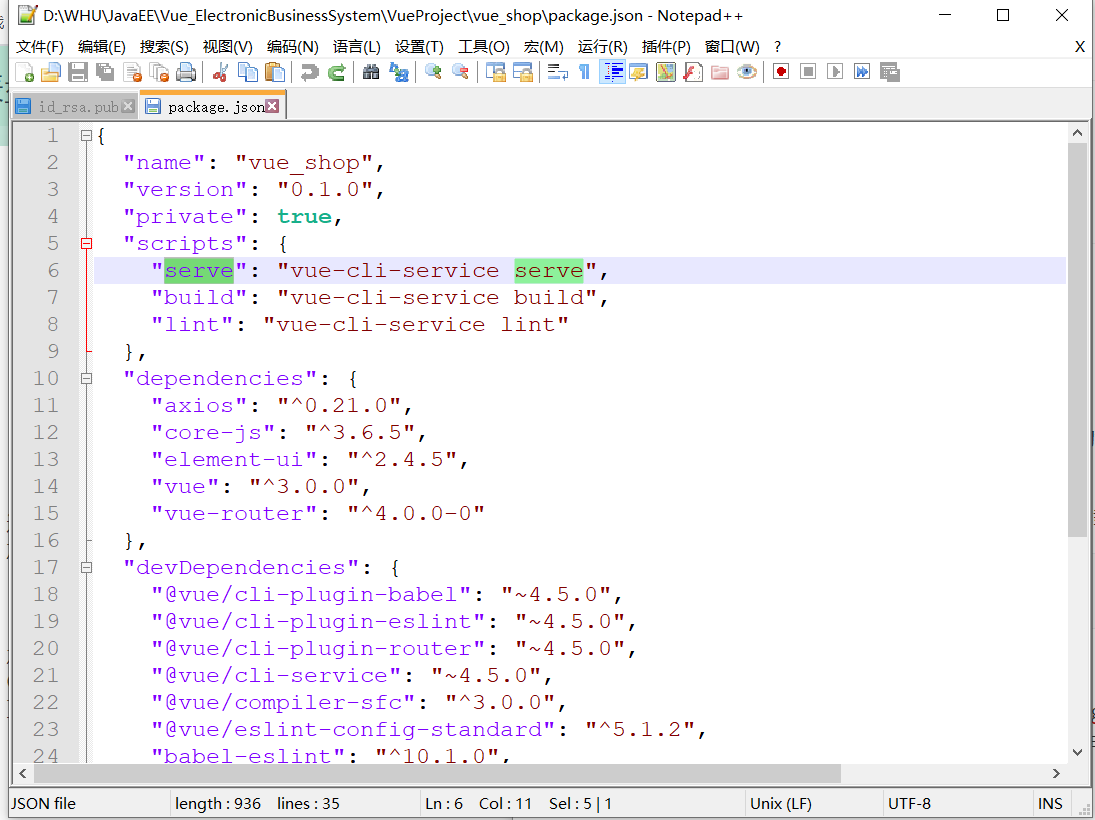 D:\WHU\JavaEE\Vue_ElectronicBusinessSystem\VueProject\vue_shop\package.json - Notepad++
文件(F) 编辑(E) 搜索(S) 视图(V) 编码(N) 语言(L) 设置(T) 工具(O) 宏(M) 运行(R) 插件(P) 窗口(W) ? X
id_rsa.pub package.json
1 {
2 "name": "vue_shop",
3 "version": "0.1.0",
4 "private": true,
5 "scripts": {
6 "serve": "vue-cli-service serve",
7 "build": "vue-cli-service build",
8 "lint": "vue-cli-service lint"
9 },
10 "dependencies": {
11 "axios": "^0.21.0",
12 "core-js": "^3.6.5",
13 "element-ui": "^2.4.5",
14 "vue": "^3.0.0",
15 "vue-router": "^4.0.0-0"
16 },
17 "devDependencies": {
18 "@vue/cli-plugin-babel": "~4.5.0",
19 "@vue/cli-plugin-eslint": "~4.5.0",
20 "@vue/cli-plugin-router": "~4.5.0",
21 "@vue/cli-service": "~4.5.0",
22 "@vue/compiler-sfc": "^3.0.0",
23 "@vue/eslint-config-standard": "^5.1.2",
24 "babel-eslint": "^10.1.0",
JSON file length : 936 lines : 35 Ln : 6 Col : 11 Sel : 5 | 1 Unix (LF) UTF-8 INS